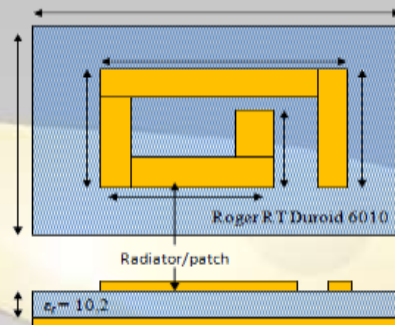 Roger RT Duroid 6010
Radiator/patch
εᵣ= 10.2